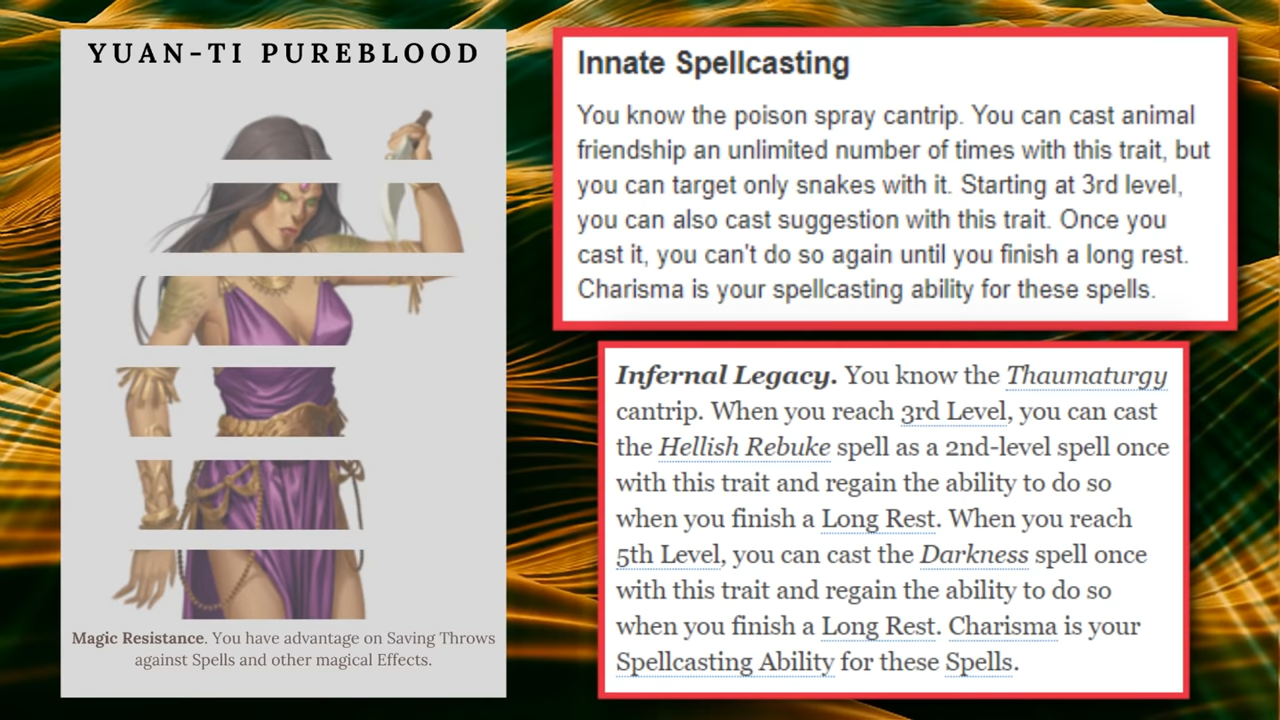 YUAN-TI PUREBLOOD
Magic Resistance. You have advantage on Saving Throws
against Spells and other magical Effects.
Innate Spellcasting
You know the poison spray cantrip. You can cast animal
friendship an unlimited number of times with this trait, but
you can target only snakes with it. Starting at 3rd level,
you can also cast suggestion with this trait. Once you
cast it, you can't do so again until you finish a long rest.
Charisma is your spellcasting ability for these spells.
Infernal Legacy. You know the Thaumaturgy
cantrip. When you reach 3rd Level, you can cast
the Hellish Rebuke spell as a 2nd-level spell once
with this trait and regain the ability to do so
when you finish a Long Rest. When you reach
5th Level, you can cast the Darkness spell once
with this trait and regain the ability to do so
when you finish a Long Rest. Charisma is your
Spellcasting Ability for these Spells.